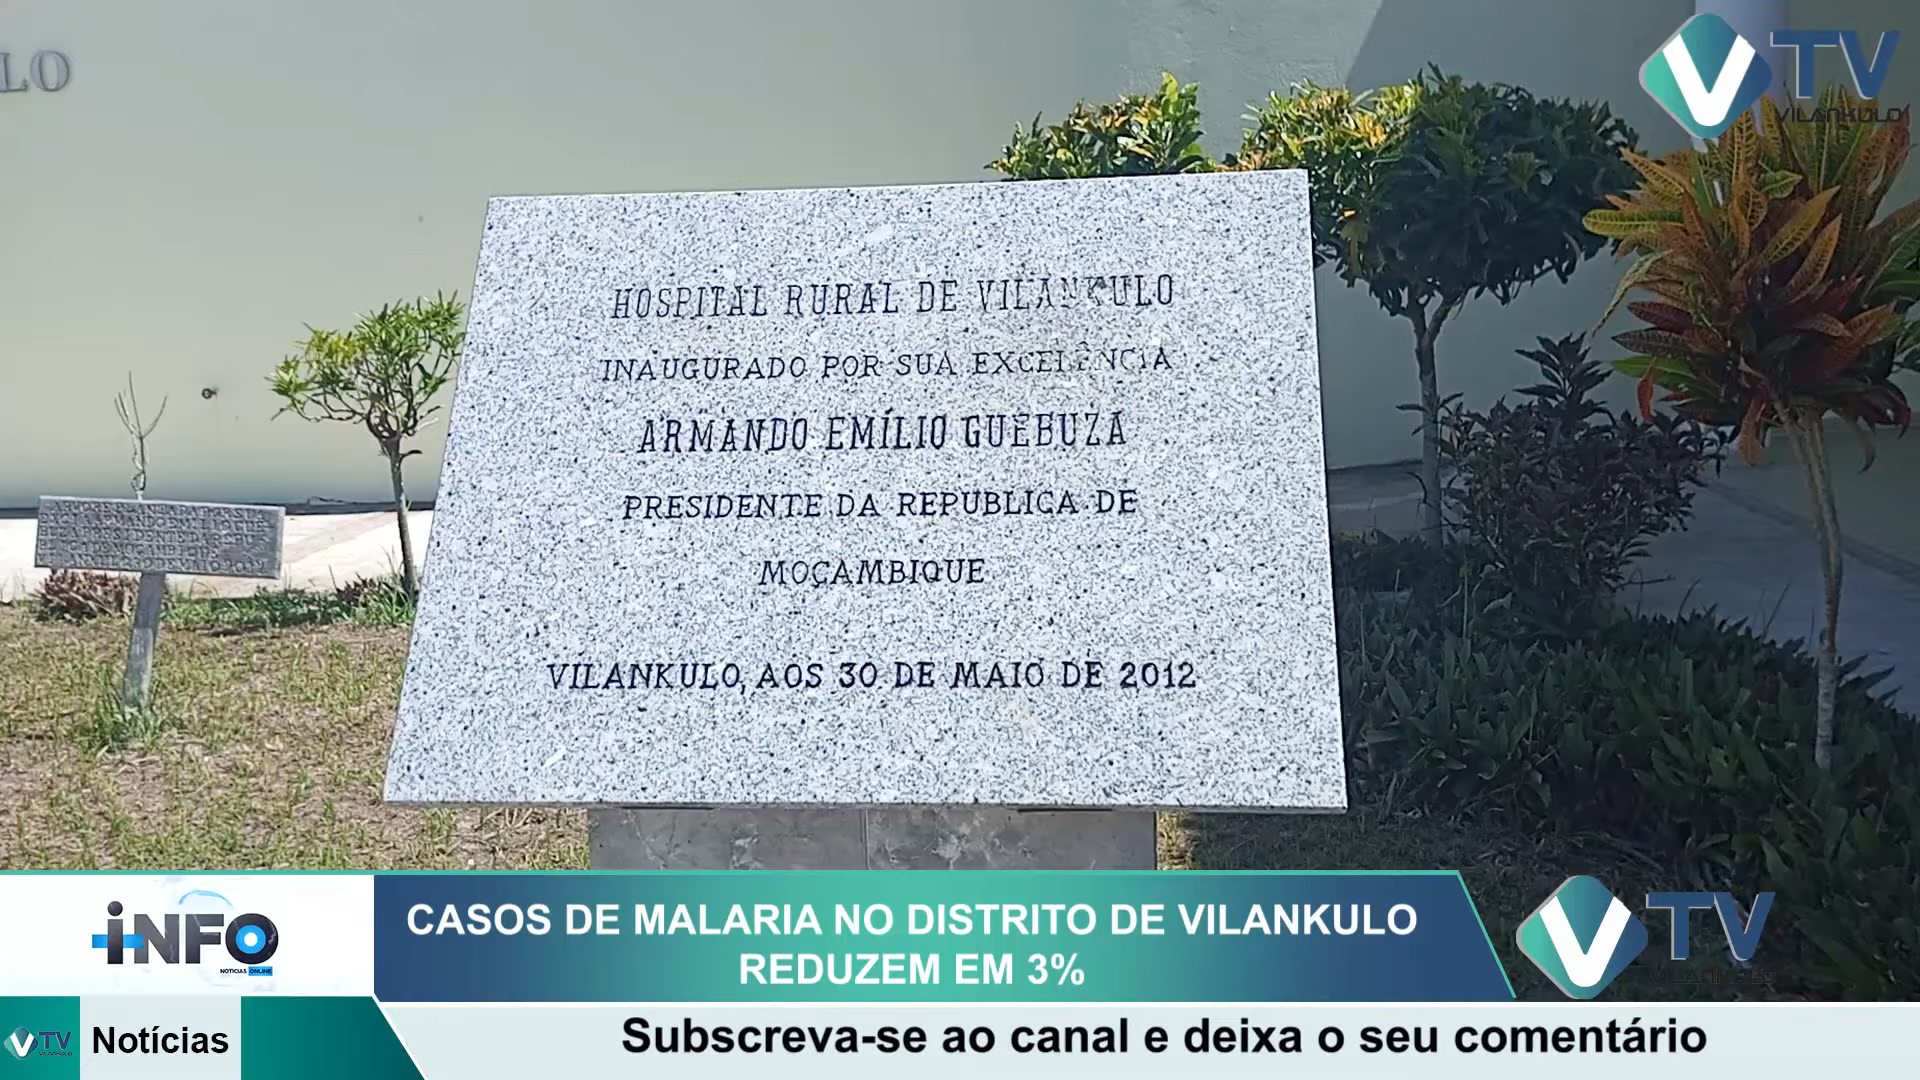 LO
TV
VILANKULO
HOSPITAL RURAL DE VILANKULO
INAUGURADO POR SUA EXCELÊNCIA
ARMANDO EMÍLIO GUEBUZA
PRESIDENTE DA REPUBLICA DE
MOÇAMBIQUE
VILANKULO, AOS 30 DE MAIO DE 2012
iNFO
NOTICIAS ONLINE
CASOS DE MALARIA NO DISTRITO DE VILANKULO
REDUZEM EM 3%
TV
TV
Notícias
Subscreva-se ao canal e deixa o seu comentário